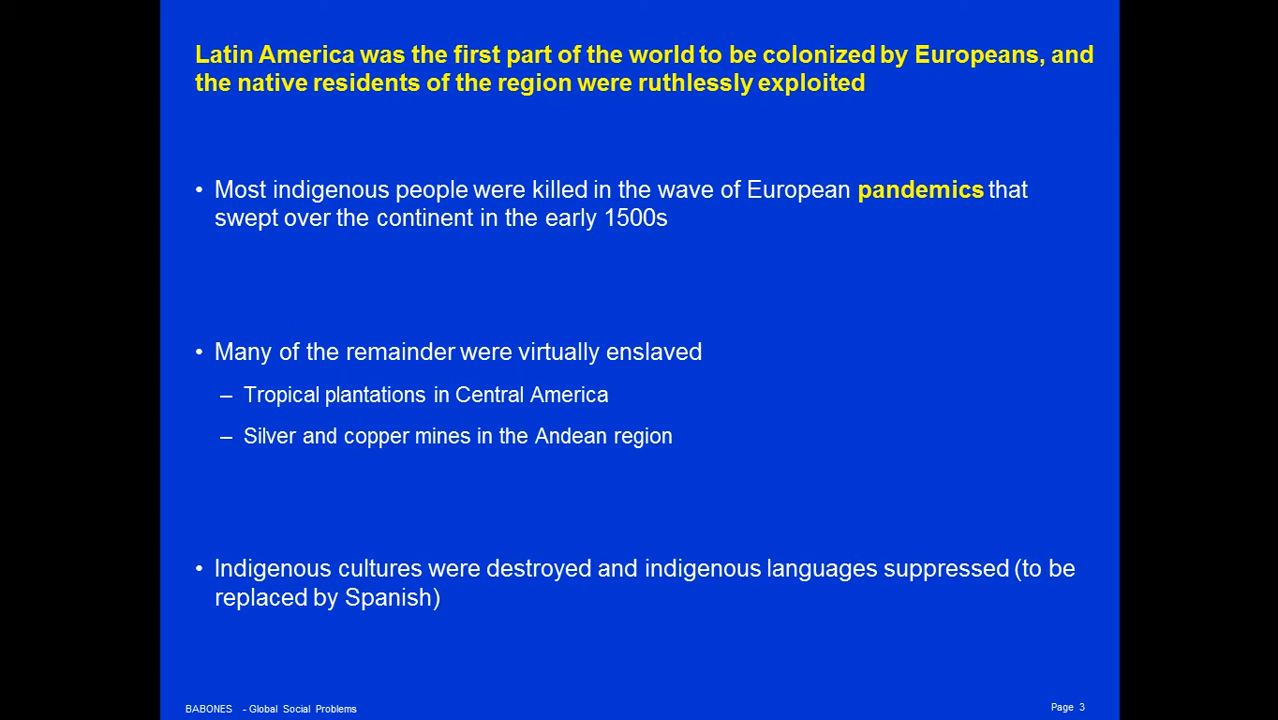 Latin America was the first part of the world to be colonized by Europeans, and
the native residents of the region were ruthlessly exploited
• Most indigenous people were killed in the wave of European pandemics that
swept over the continent in the early 1500s
• Many of the remainder were virtually enslaved
– Tropical plantations in Central America
– Silver and copper mines in the Andean region
• Indigenous cultures were destroyed and indigenous languages suppressed (to be
replaced by Spanish)
BABONES – Global Social Problems
Page 3